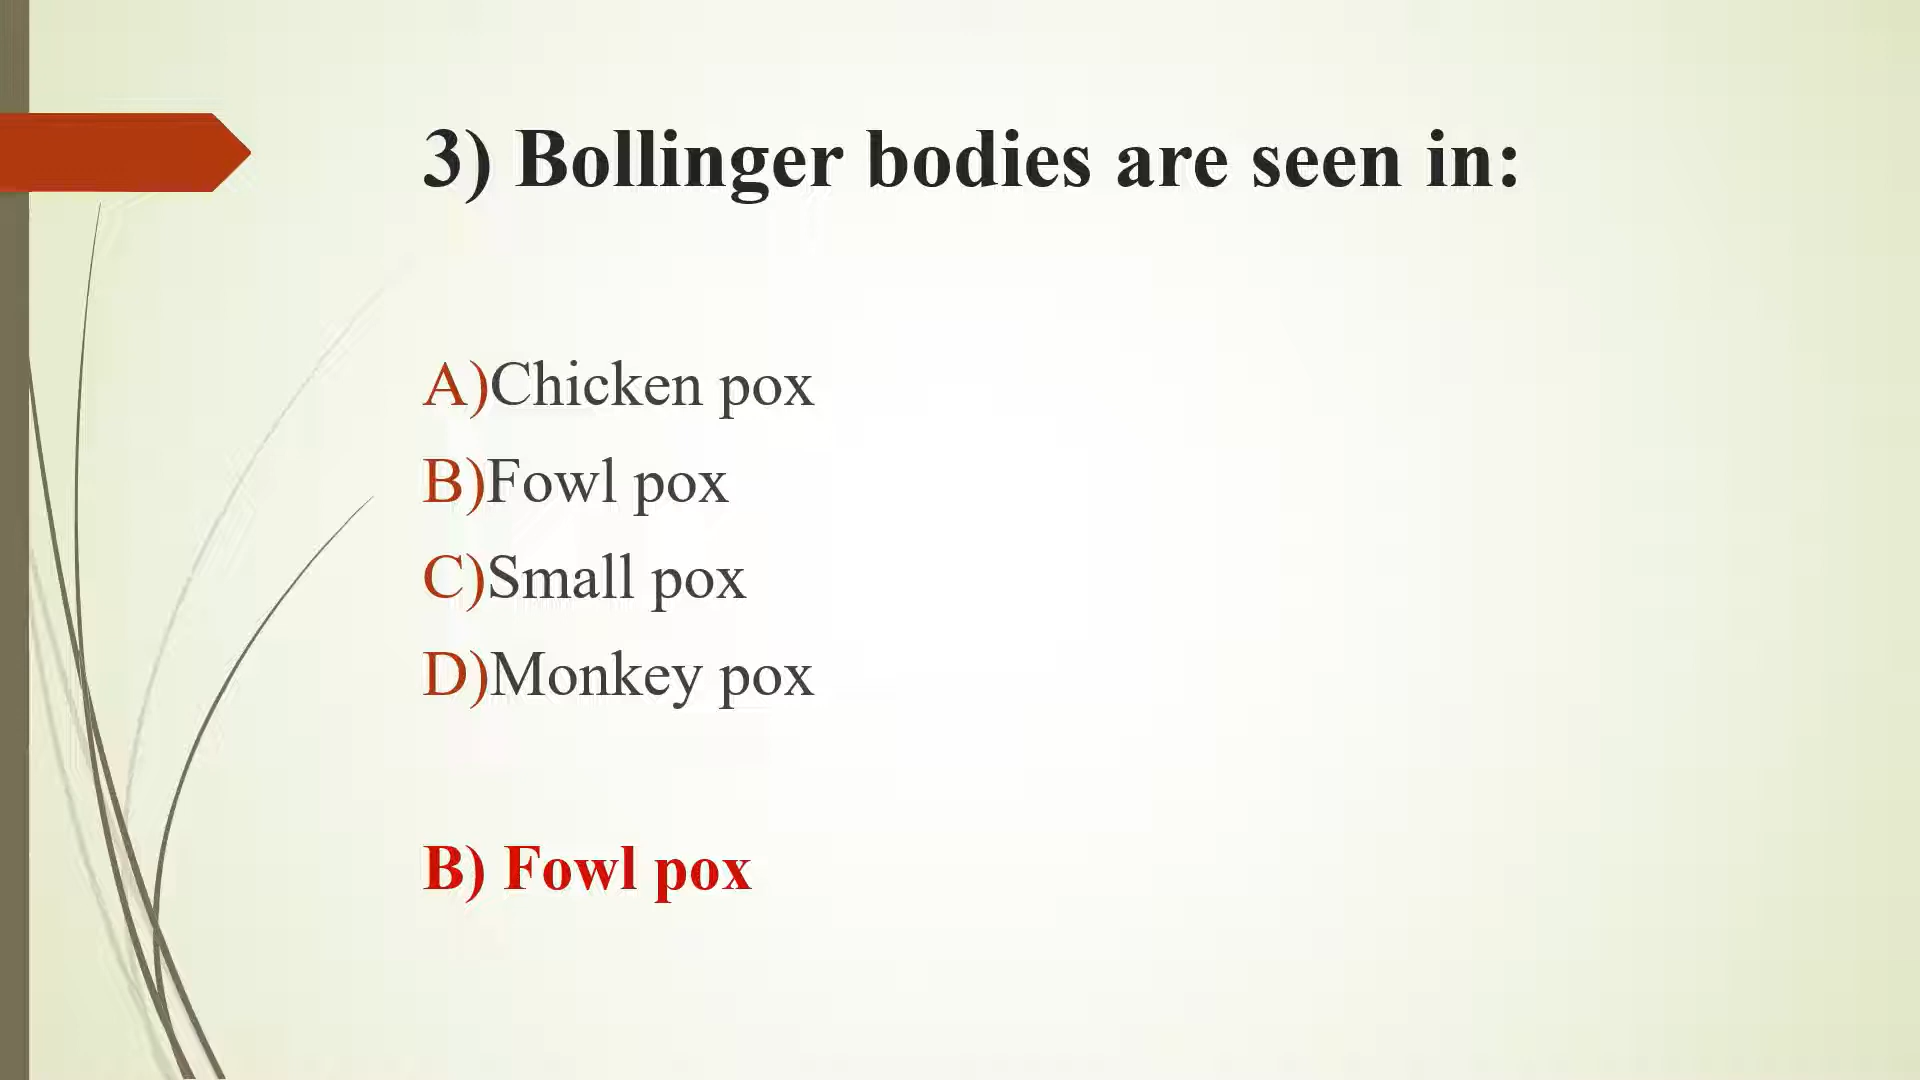 3) Bollinger bodies are seen in:
A)Chicken pox
B)Fowl pox
C)Small pox
D)Monkey pox
B) Fowl pox